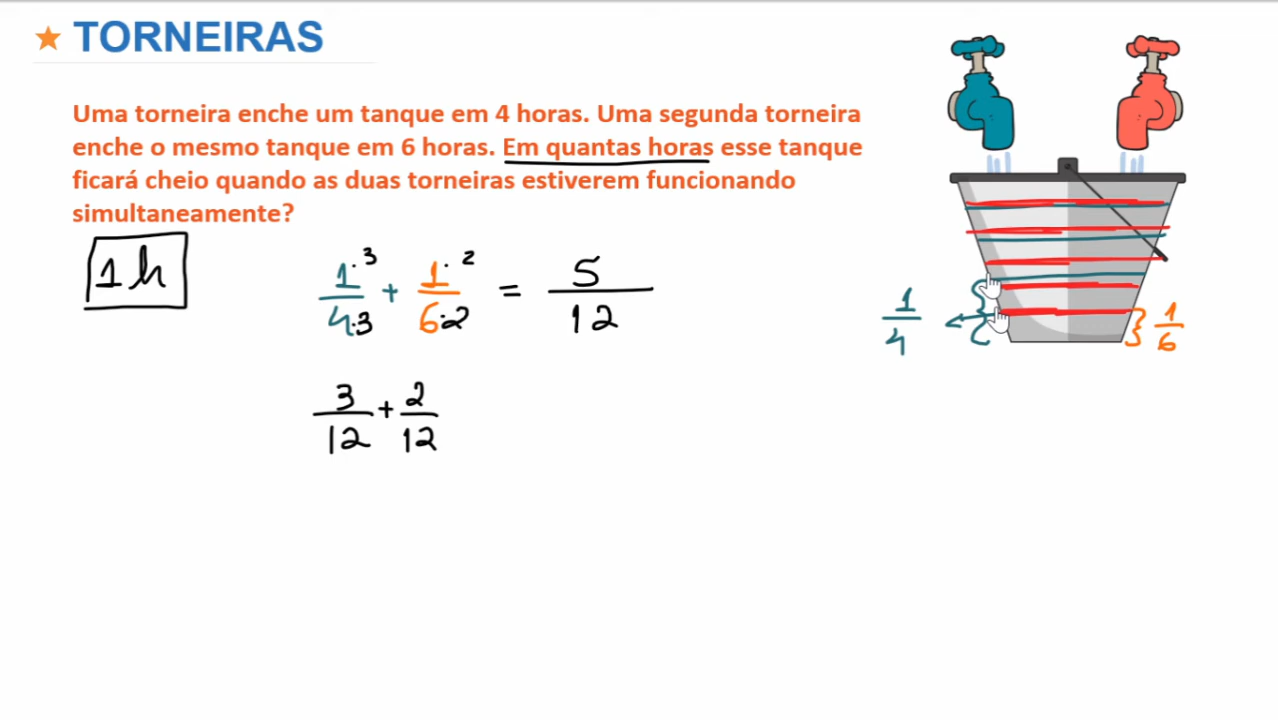 TORNEIRAS
Uma torneira enche um tanque em 4 horas. Uma segunda torneira
enche o mesmo tanque em 6 horas. Em quantas horas esse tanque
ficará cheio quando as duas torneiras estiverem funcionando
simultaneamente?
1h
1·3/4·3 + 1·2/6·2 = 5/12
1/4
1/6
3/12 + 2/12